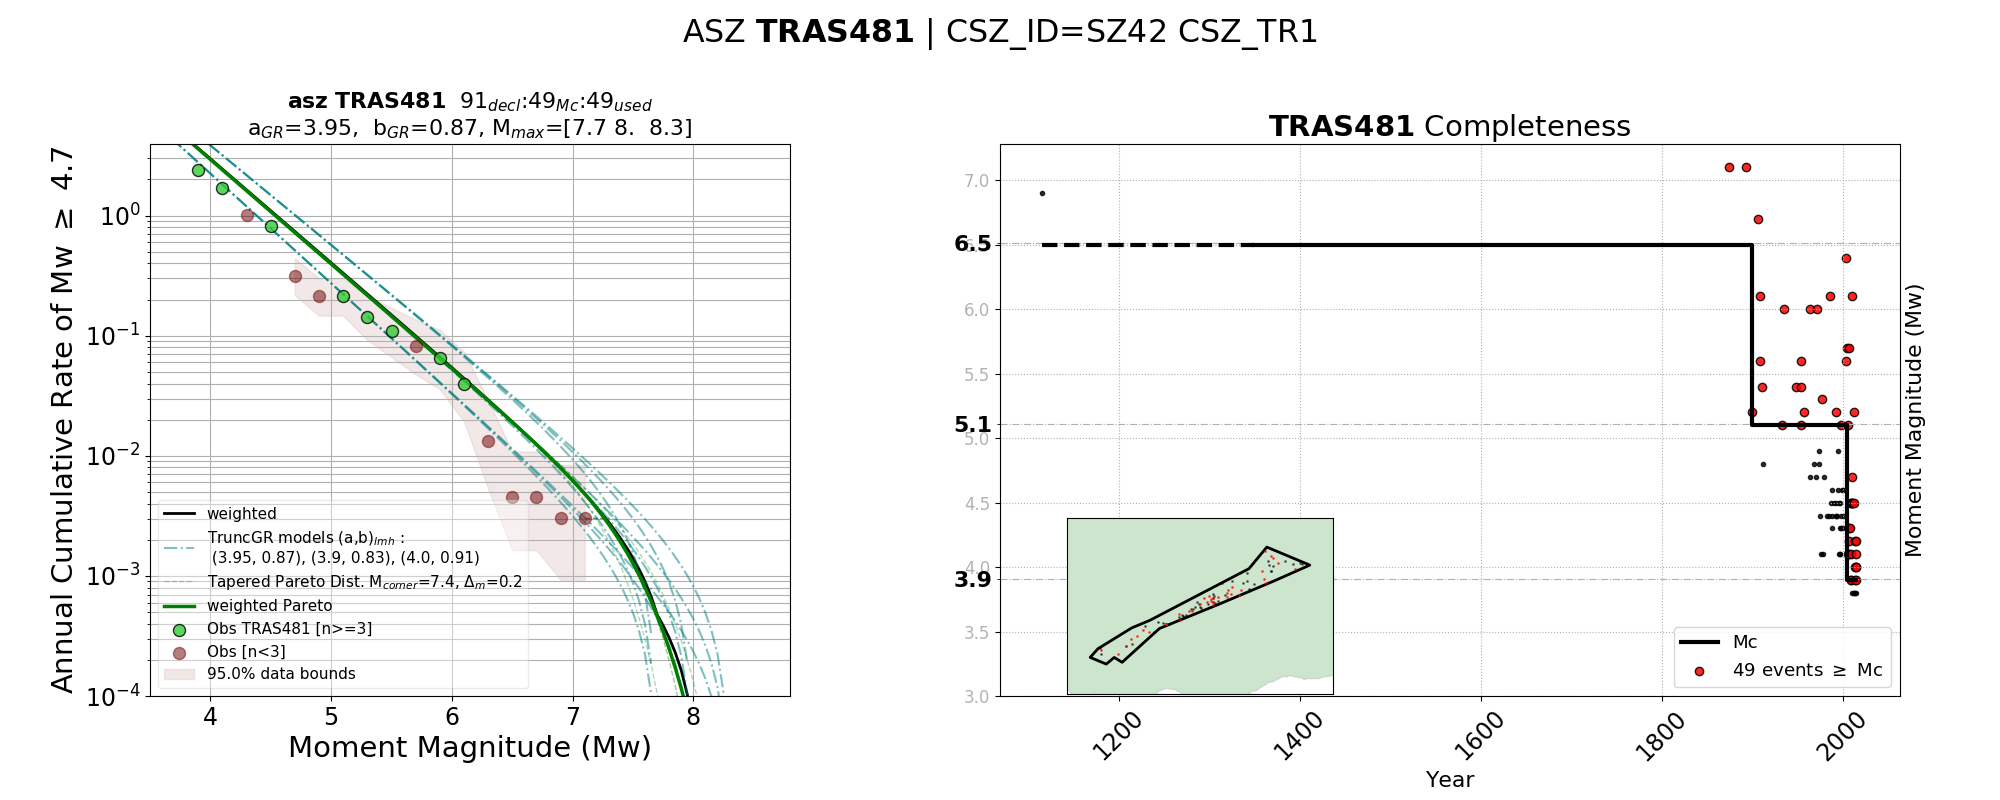 ASZ TRAS481 | CSZ_ID=SZ42 CSZ_TR1
asz TRAS481 91decl:49Mc:49used
aGR=3.95, bGR=0.87, Mmax=[7.7 8. 8.3]
Annual Cumulative Rate of Mw ≥ 4.7
10^0
10^−1
10^−2
10^−3
10^−4
weighted
TruncGR models (a,b)lmh :
(3.95, 0.87), (3.9, 0.83), (4.0, 0.91)
Tapered Pareto Dist. Mcorner=7.4, Δm=0.2
weighted Pareto
Obs TRAS481 [n>=3]
Obs [n<3]
95.0% data bounds
4 5 6 7 8
Moment Magnitude (Mw)
TRAS481 Completeness
7.0
6.5
6.5
6.0
5.5
5.1
5.0
4.5
4.0
3.9
3.5
3.0
Moment Magnitude (Mw)
Mc
49 events ≥ Mc
1200 1400 1600 1800 2000
Year